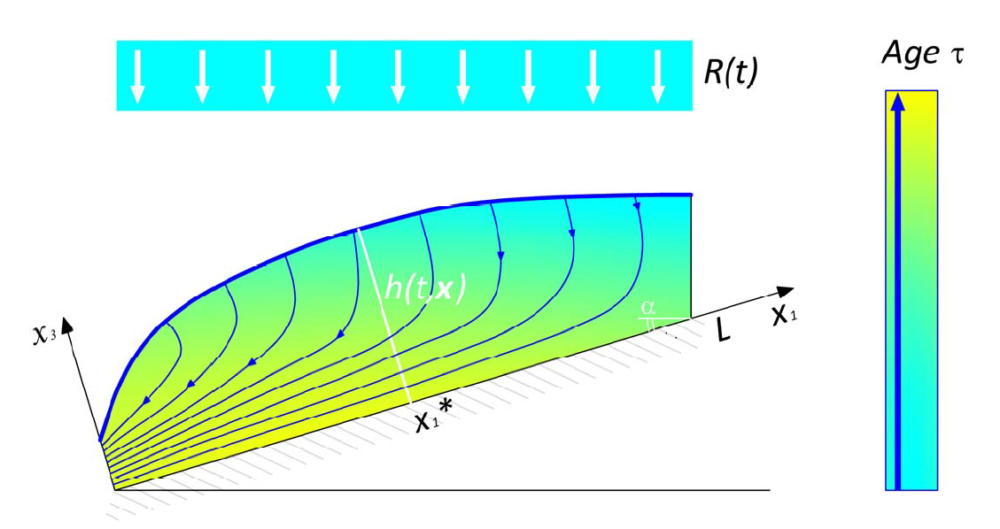 Age τ
R(t)
h(t,x)
α
x₃
L
x₁
x₁*